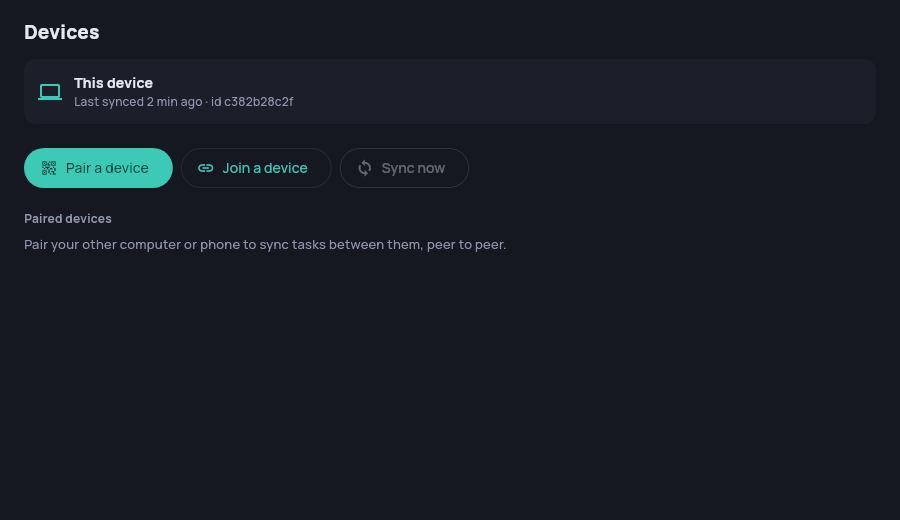 Devices
This device
Last synced 2 min ago · id c382b28c2f
Pair a device
Join a device
Sync now
Paired devices
Pair your other computer or phone to sync tasks between them, peer to peer.